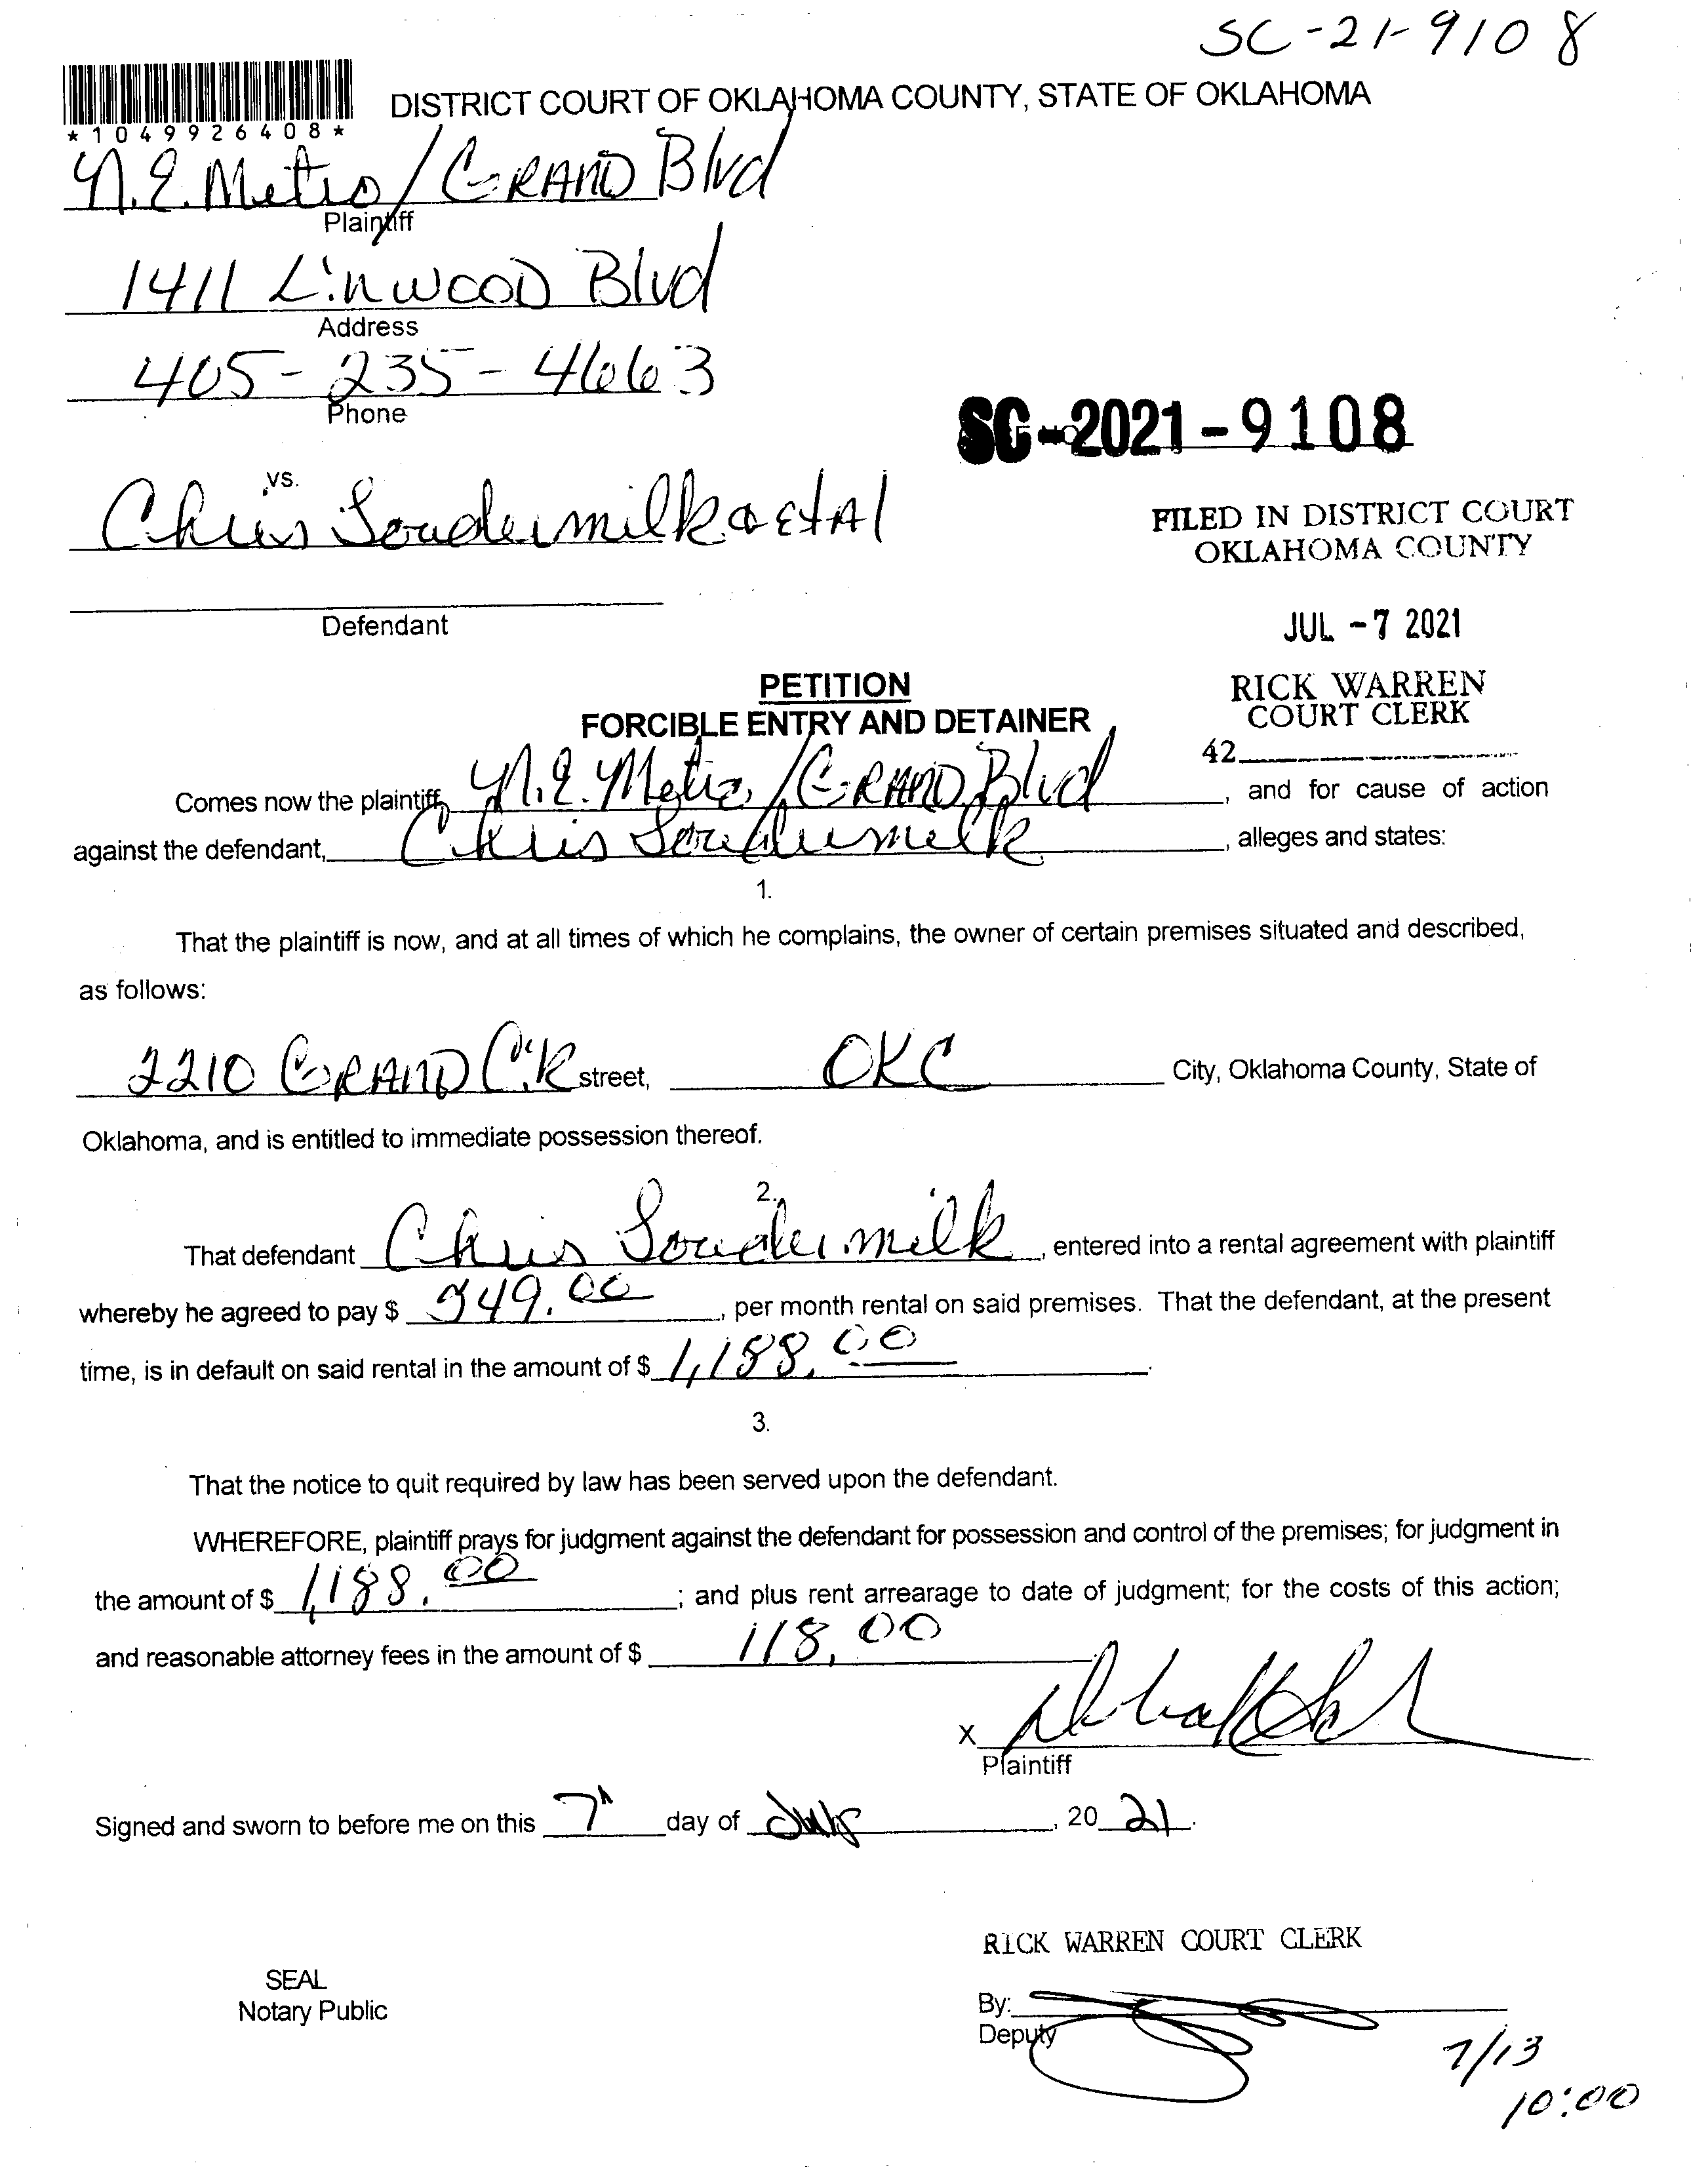 SC-21-9108
*1049926408*
DISTRICT COURT OF OKLAHOMA COUNTY, STATE OF OKLAHOMA
N.E. Metro/GRAND Blvd
Plaintiff
1411 Linwood Blvd
Address
405-235-4663
Phone
SC-2021-9108
vs.
Chris Loudermilk & etAl
FILED IN DISTRICT COURT
OKLAHOMA COUNTY
Defendant
JUL -7 2021
PETITION
FORCIBLE ENTRY AND DETAINER
RICK WARREN
COURT CLERK
42
Comes now the plaintiff, N.E. Metro/GRAND Blvd, and for cause of action
against the defendant, Chris Loudermilk, alleges and states:
1.
That the plaintiff is now, and at all times of which he complains, the owner of certain premises situated and described,
as follows:
2210 GRAND CiR street, OKC City, Oklahoma County, State of
Oklahoma, and is entitled to immediate possession thereof.
2.
That defendant Chris Loudermilk, entered into a rental agreement with plaintiff
whereby he agreed to pay $ 49.00, per month rental on said premises. That the defendant, at the present
time, is in default on said rental in the amount of $ 1,188.00.
3.
That the notice to quit required by law has been served upon the defendant.
WHEREFORE, plaintiff prays for judgment against the defendant for possession and control of the premises; for judgment in
the amount of $ 1,188.00; and plus rent arrearage to date of judgment; for the costs of this action;
and reasonable attorney fees in the amount of $ 118.00
X
Plaintiff
Signed and sworn to before me on this 7th day of July, 20 21.
RICK WARREN COURT CLERK
SEAL
Notary Public
By:
Deputy
7/13
10:00